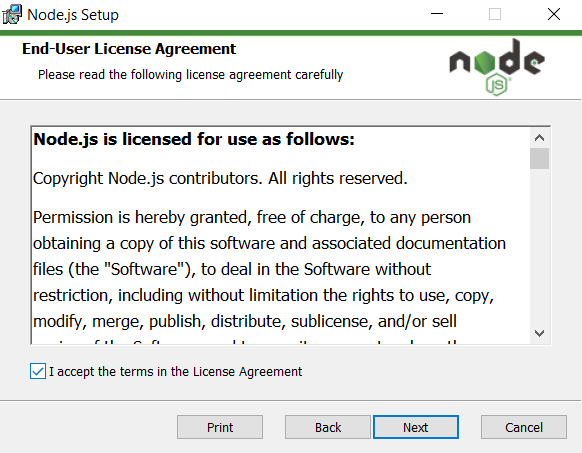 Node.js Setup
End-User License Agreement
Please read the following license agreement carefully
node
JS
Node.js is licensed for use as follows:
Copyright Node.js contributors. All rights reserved.
Permission is hereby granted, free of charge, to any person
obtaining a copy of this software and associated documentation
files (the "Software"), to deal in the Software without
restriction, including without limitation the rights to use, copy,
modify, merge, publish, distribute, sublicense, and/or sell
I accept the terms in the License Agreement
Print
Back
Next
Cancel